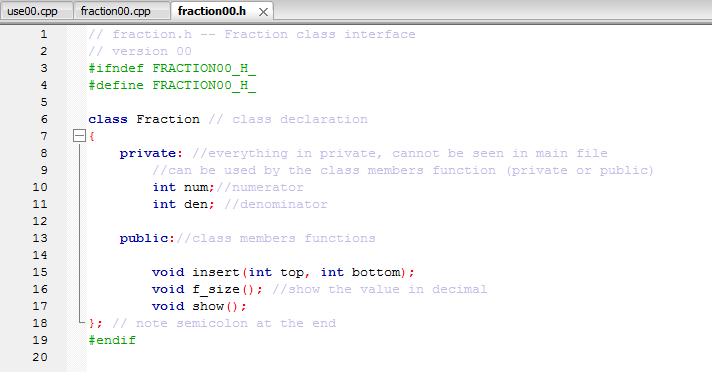 use00.cpp fraction00.cpp fraction00.h
1 // fraction.h -- Fraction class interface
2 // version 00
3 #ifndef FRACTION00_H_
4 #define FRACTION00_H_
5
6 class Fraction // class declaration
7 {
8 private: //everything in private, cannot be seen in main file
9 //can be used by the class members function (private or public)
10 int num;//numerator
11 int den; //denominator
12
13 public://class members functions
14
15 void insert(int top, int bottom);
16 void f_size(); //show the value in decimal
17 void show();
18 }; // note semicolon at the end
19 #endif
20